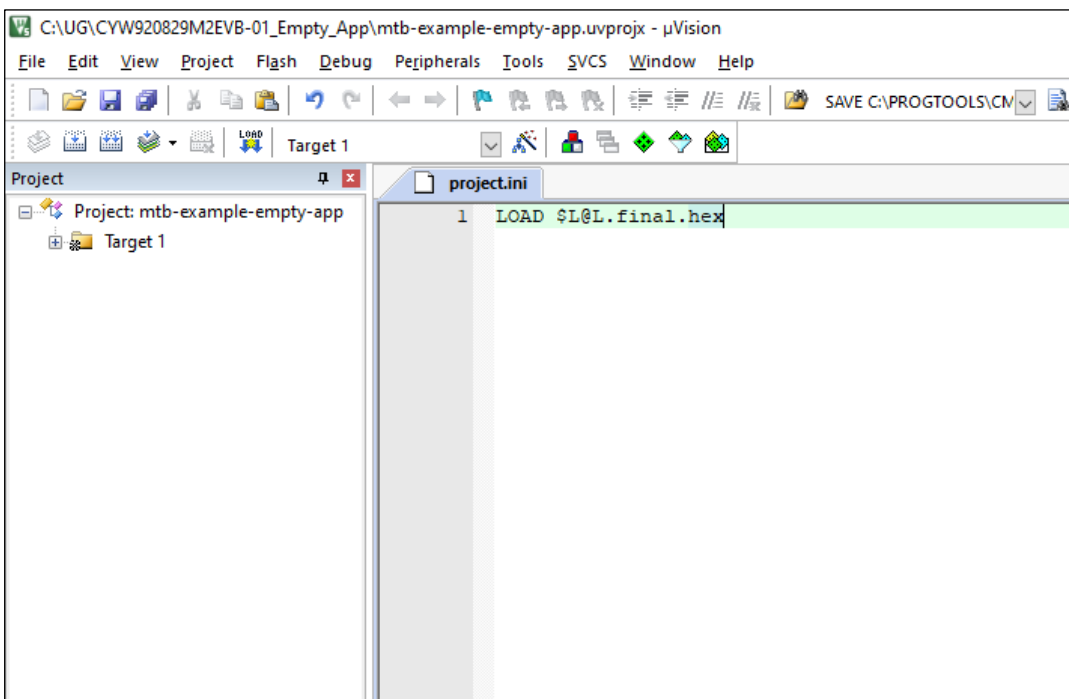 C:\UG\CYW920829M2EVB-01_Empty_App\mtb-example-empty-app.uvprojx - µVision
File Edit View Project Flash Debug Peripherals Tools SVCS Window Help
SAVE C:\PROGTOOLS\CM
LOAD
Target 1
Project
project.ini
Project: mtb-example-empty-app
1 LOAD $L@L.final.hex
Target 1